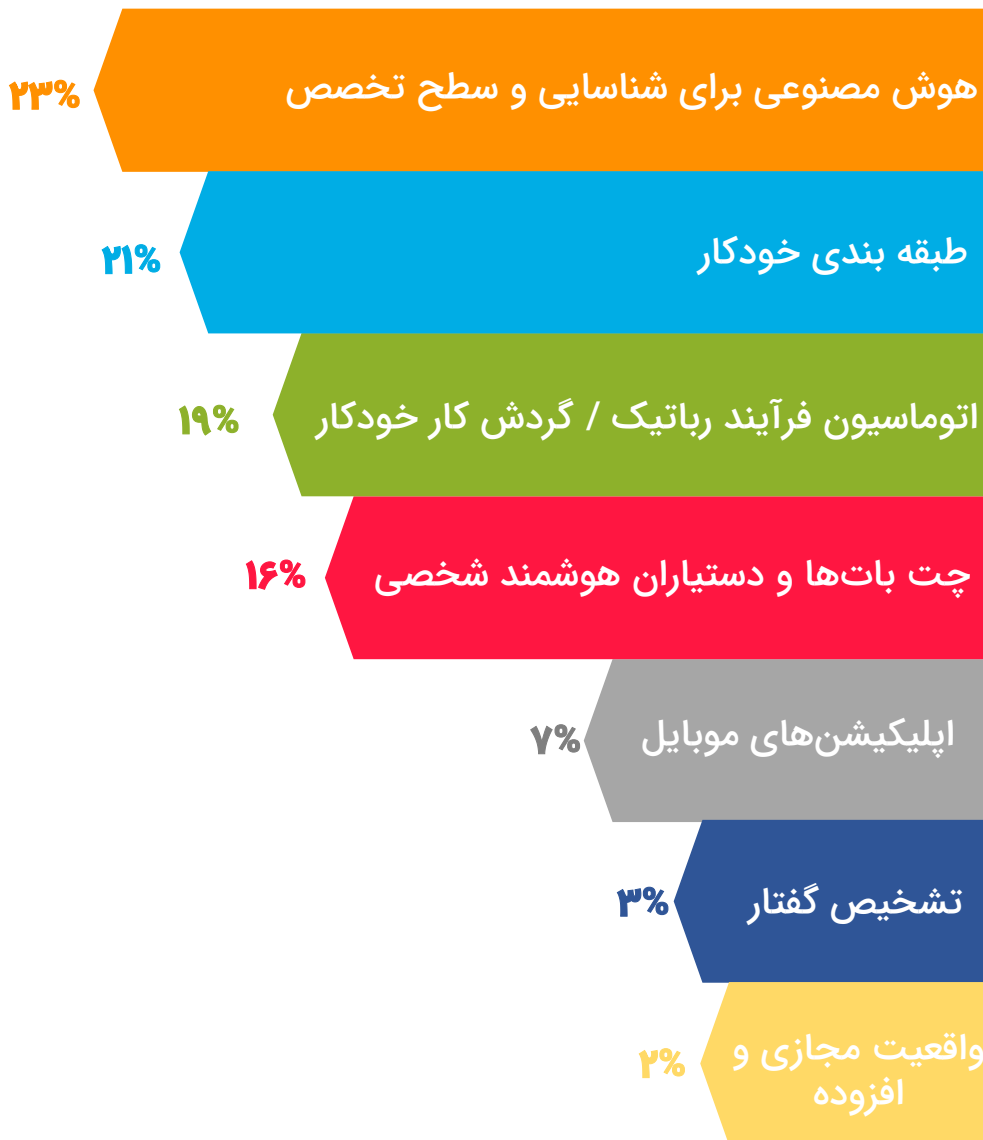 هوش مصنوعی برای شناسایی و سطح تخصص
۲۳%
طبقه بندی خودکار
۲۱%
اتوماسیون فرآیند رباتیک / گردش کار خودکار
۱۹%
چت بات‌ها و دستیاران هوشمند شخصی
۱۶%
اپلیکیشن‌های موبایل
۷%
تشخیص گفتار
۳%
واقعیت مجازی و
افزوده
۲%